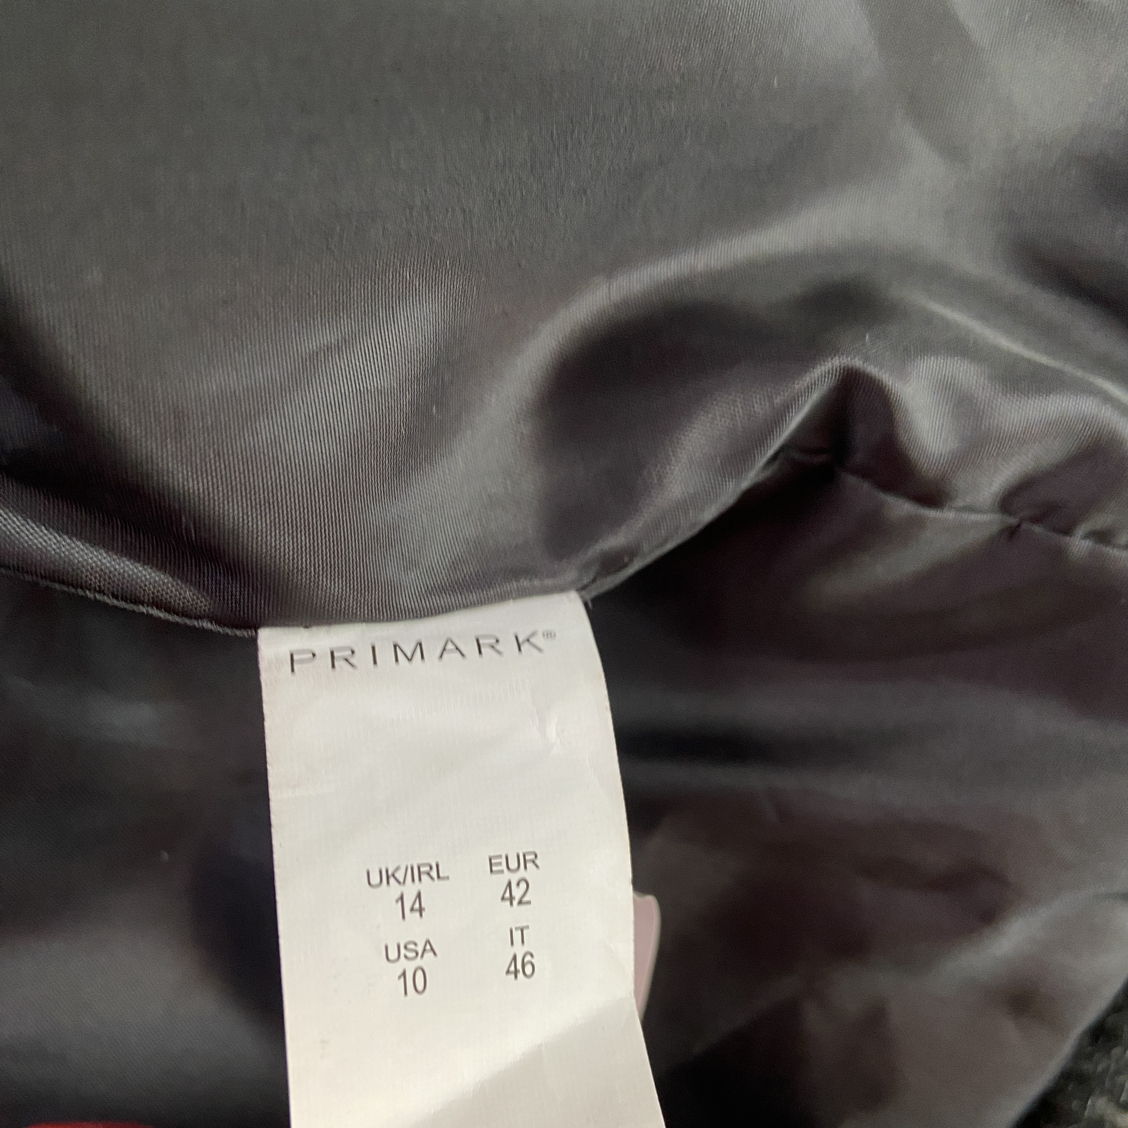 PRIMARK®
UK/IRL EUR
14 42
USA IT
10 46